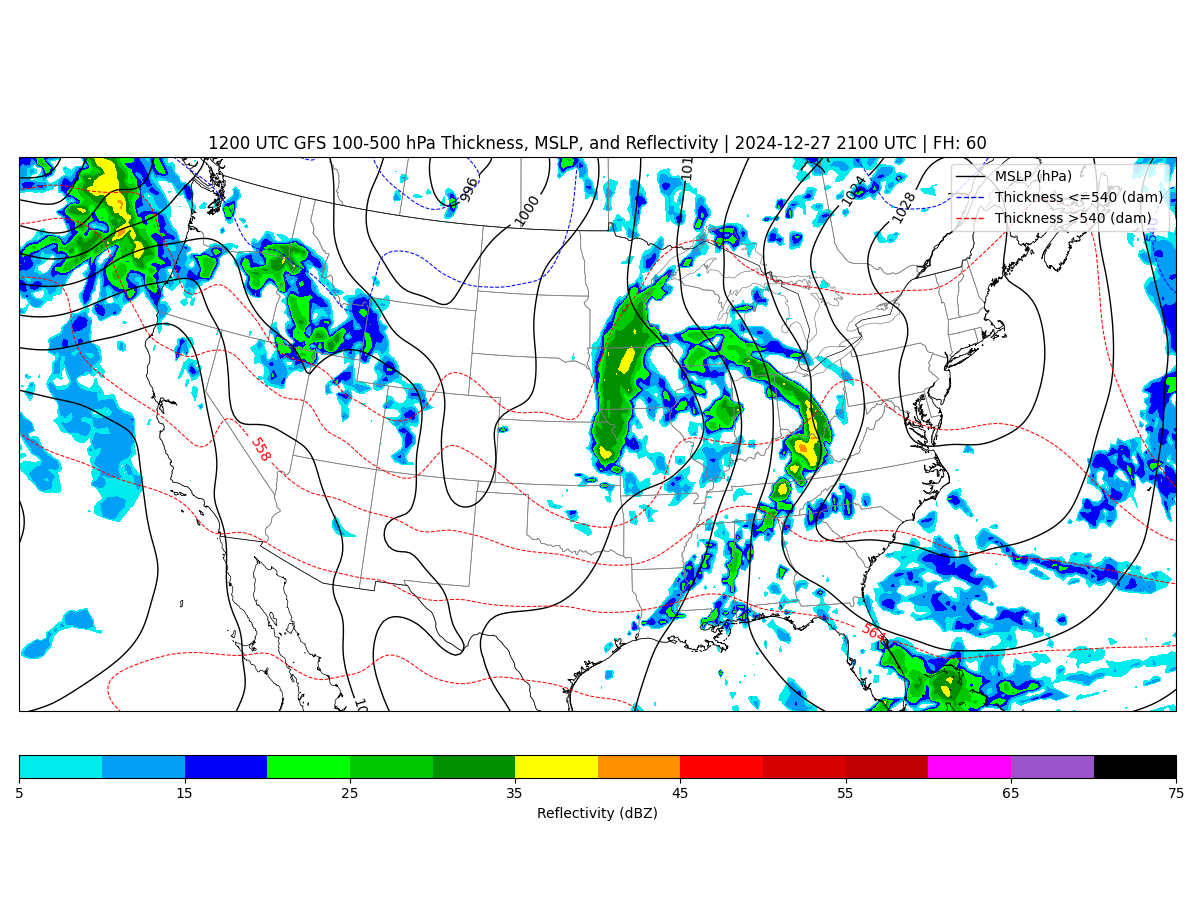 1200 UTC GFS 100-500 hPa Thickness, MSLP, and Reflectivity | 2024-12-27 2100 UTC | FH: 60
MSLP (hPa)
Thickness <=540 (dam)
Thickness >540 (dam)
996
1000
1024
1028
558
564
5 15 25 35 45 55 65 75
Reflectivity (dBZ)